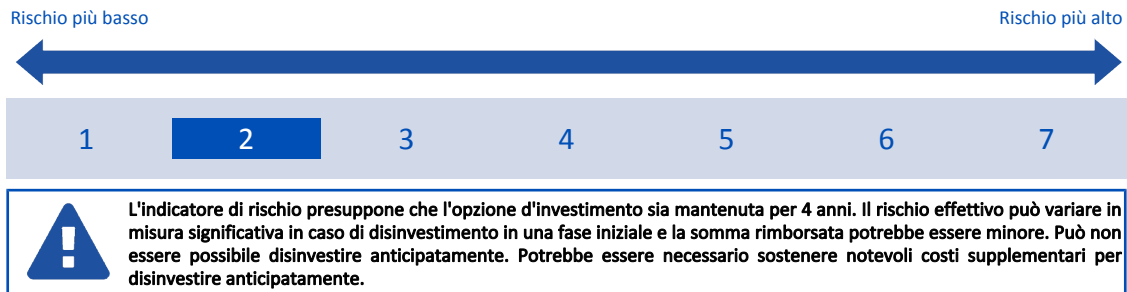 Rischio più basso Rischio più alto
1 2 3 4 5 6 7
L'indicatore di rischio presuppone che l'opzione d'investimento sia mantenuta per 4 anni. Il rischio effettivo può variare in
misura significativa in caso di disinvestimento in una fase iniziale e la somma rimborsata potrebbe essere minore. Può non
essere possibile disinvestire anticipatamente. Potrebbe essere necessario sostenere notevoli costi supplementari per
disinvestire anticipatamente.